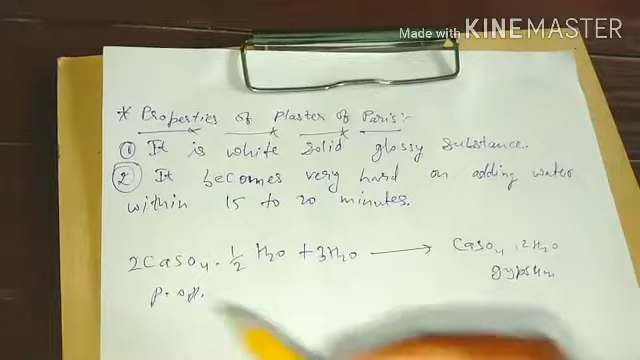 Made with KINEMASTER
* Properties of Plaster of Paris:-
① It is white solid glossy substance.
② It becomes very hard on adding water
within 15 to 20 minutes.
2CaSO4 . 1/2 H2O + 3H2O ⟶ CaSO4 . 2H2O
P. of P. gypsum